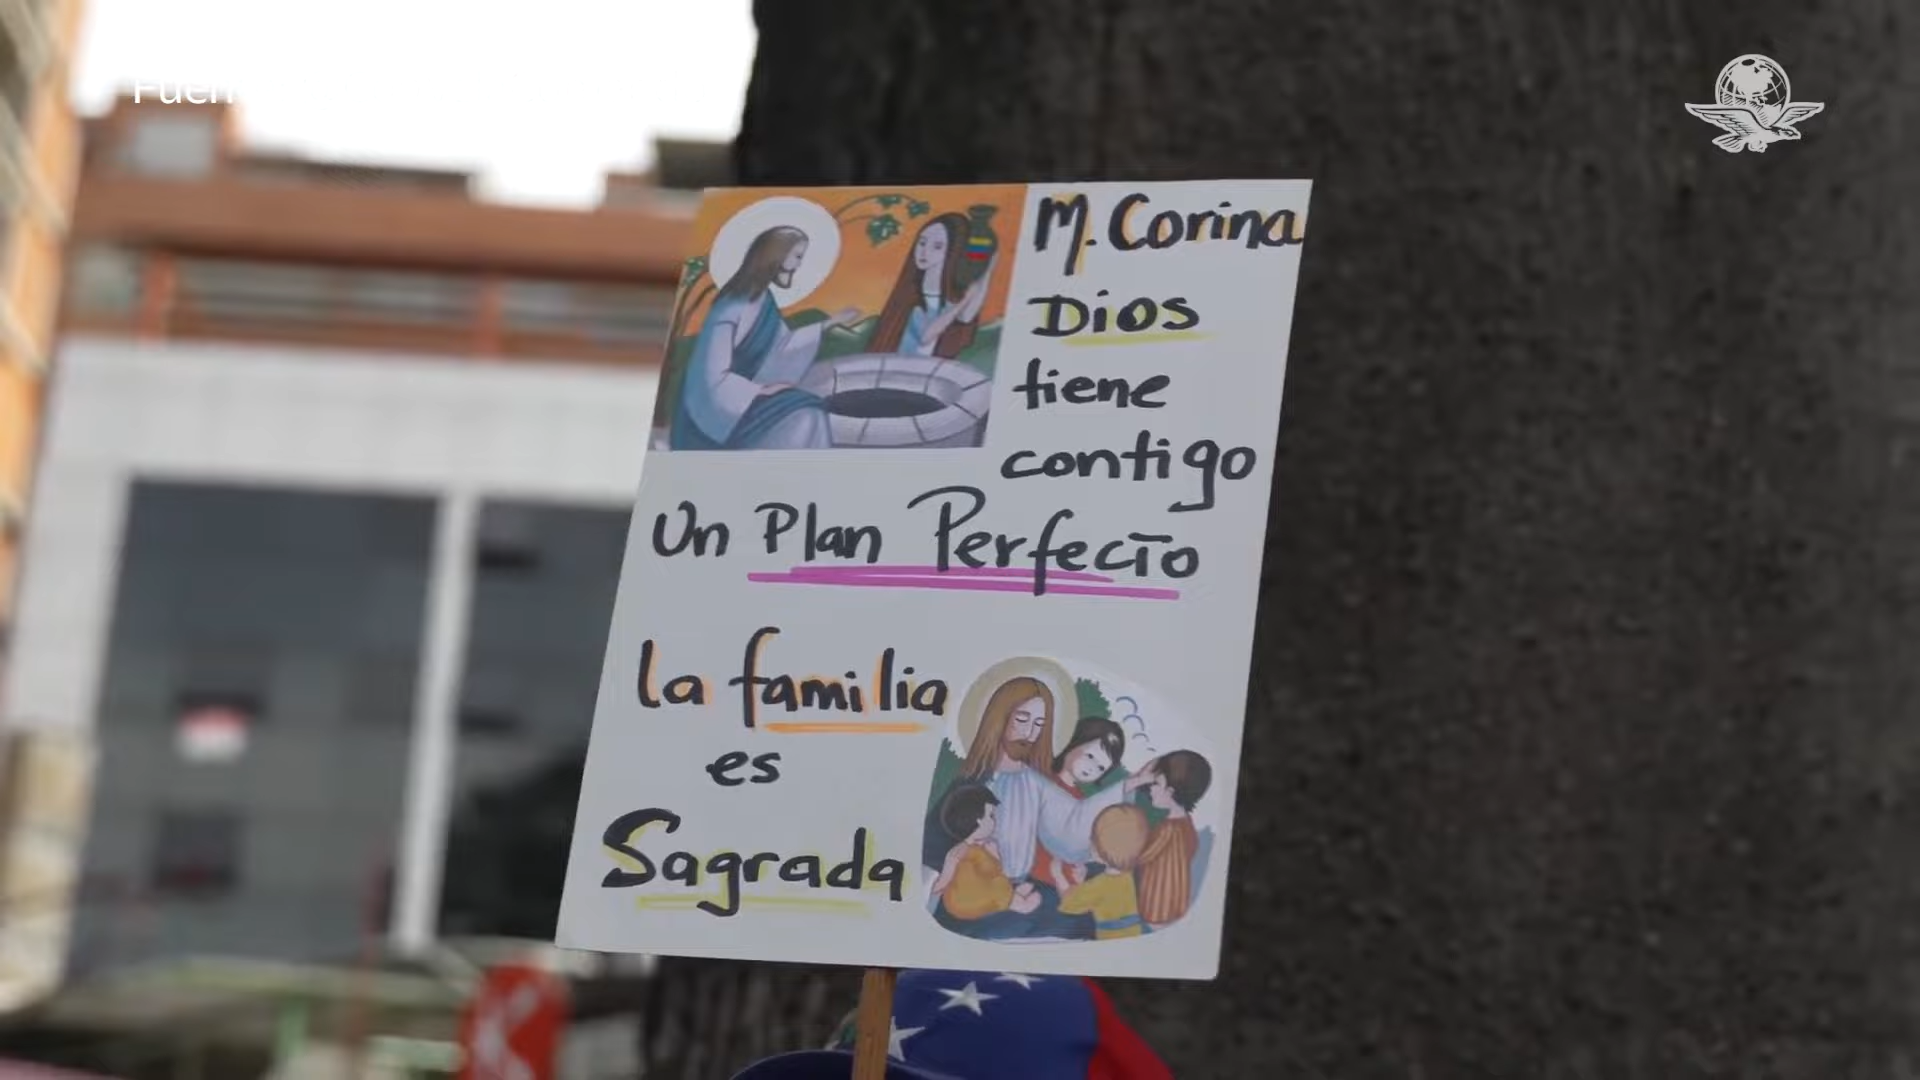 M. Corina
Dios
tiene
contigo
Un Plan Perfecto
la familia
es
Sagrada